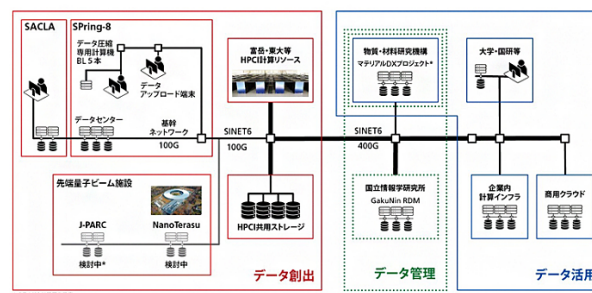 SACLA
SPring-8
データ圧縮
専用計算機
BL5本
データ
アップロード端末
データセンター
基幹
ネットワーク
100G
SINET6
100G
富岳・東大等
HPCI計算リソース
HPCI共用ストレージ
先端量子ビーム施設
J-PARC
検討中*
NanoTerasu
検討中
データ創出
物質・材料研究機構
マテリアルDXプロジェクト*
SINET6
400G
国立情報学研究所
GakuNin RDM
データ管理
大学・国研等
企業内
計算インフラ
商用クラウド
データ活用